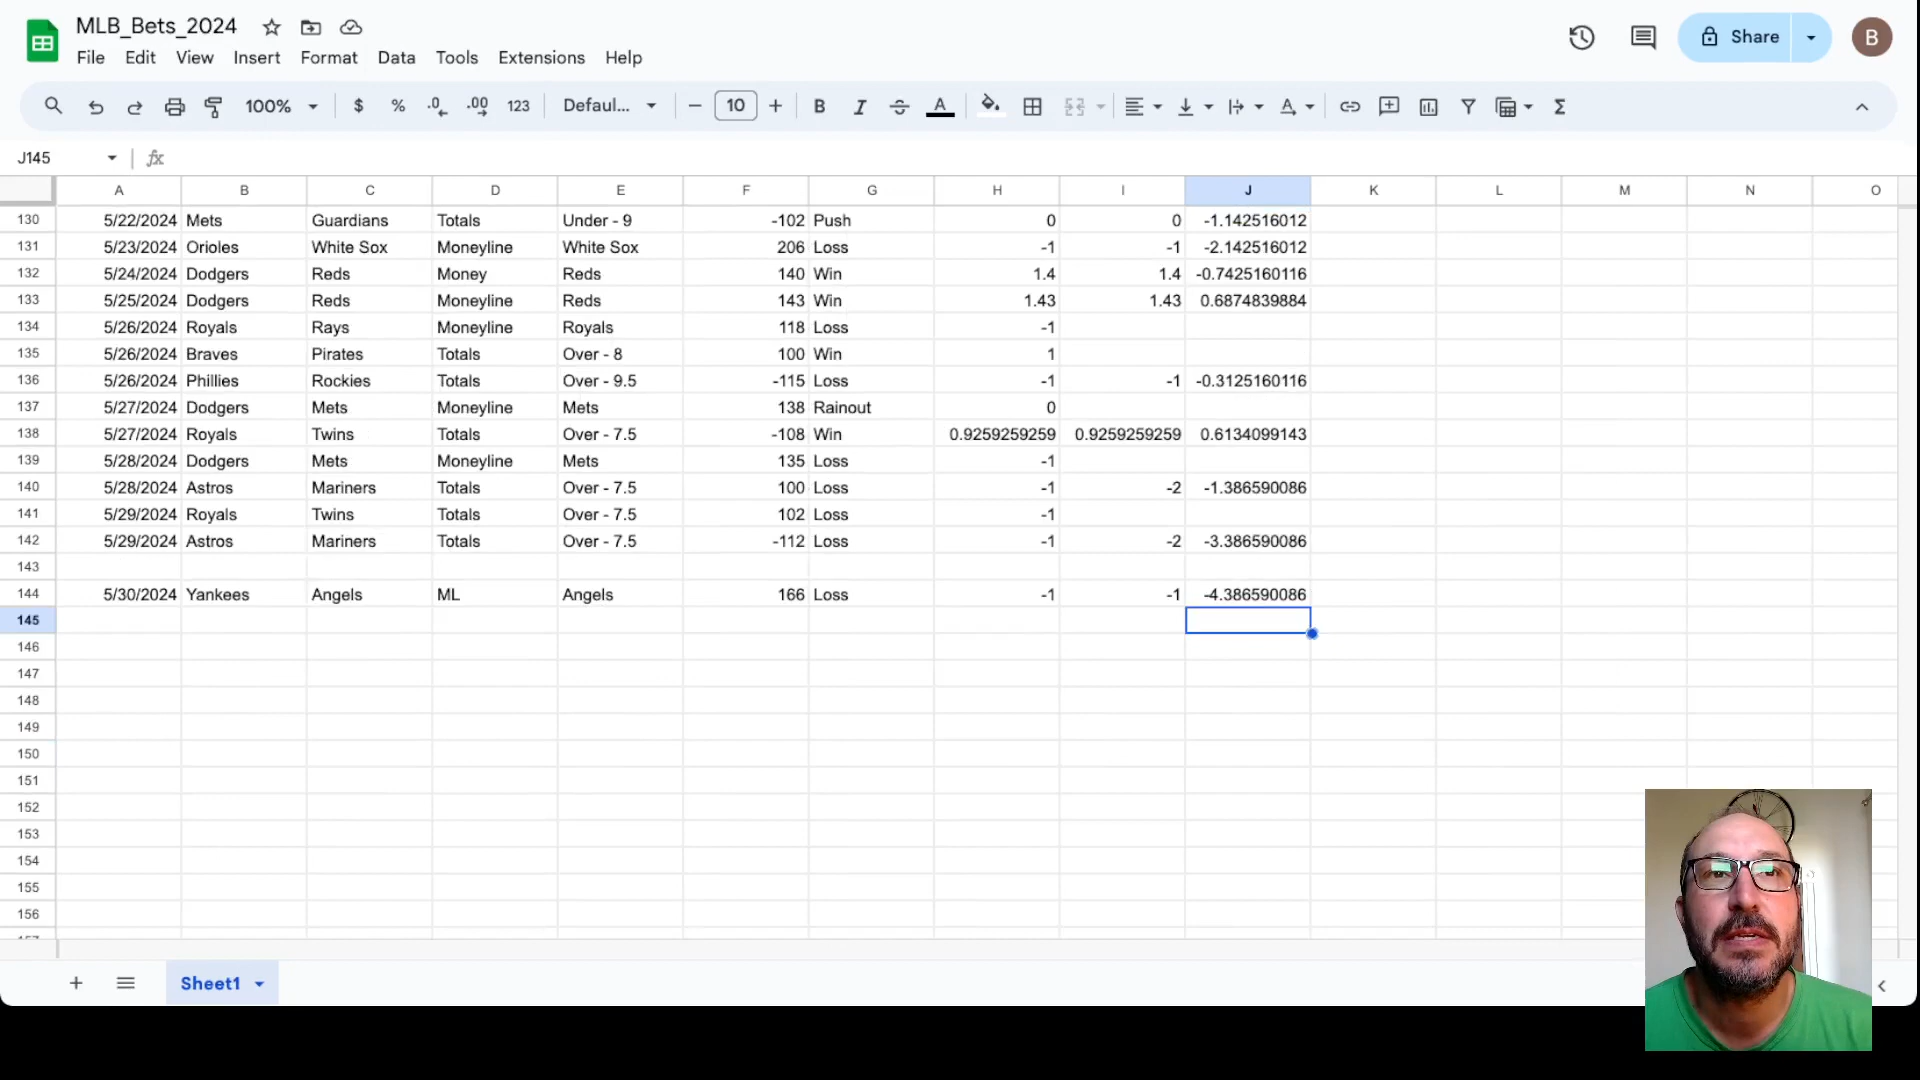 MLB_Bets_2024
File Edit View Insert Format Data Tools Extensions Help
Share
B
100% $ % .0 .00 123 Defaul... 10 B I A
J145 fx
A B C D E F G H I J K L M N O
130 5/22/2024 Mets Guardians Totals Under - 9 -102 Push 0 0 -1.142516012
131 5/23/2024 Orioles White Sox Moneyline White Sox 206 Loss -1 -1 -2.142516012
132 5/24/2024 Dodgers Reds Money Reds 140 Win 1.4 1.4 -0.7425160116
133 5/25/2024 Dodgers Reds Moneyline Reds 143 Win 1.43 1.43 0.6874839884
134 5/26/2024 Royals Rays Moneyline Royals 118 Loss -1
135 5/26/2024 Braves Pirates Totals Over - 8 100 Win 1
136 5/26/2024 Phillies Rockies Totals Over - 9.5 -115 Loss -1 -1 -0.3125160116
137 5/27/2024 Dodgers Mets Moneyline Mets 138 Rainout 0
138 5/27/2024 Royals Twins Totals Over - 7.5 -108 Win 0.9259259259 0.9259259259 0.6134099143
139 5/28/2024 Dodgers Mets Moneyline Mets 135 Loss -1
140 5/28/2024 Astros Mariners Totals Over - 7.5 100 Loss -1 -2 -1.386590086
141 5/29/2024 Royals Twins Totals Over - 7.5 102 Loss -1
142 5/29/2024 Astros Mariners Totals Over - 7.5 -112 Loss -1 -2 -3.386590086
143
144 5/30/2024 Yankees Angels ML Angels 166 Loss -1 -1 -4.386590086
145
146
147
148
149
150
151
152
153
154
155
156
Sheet1